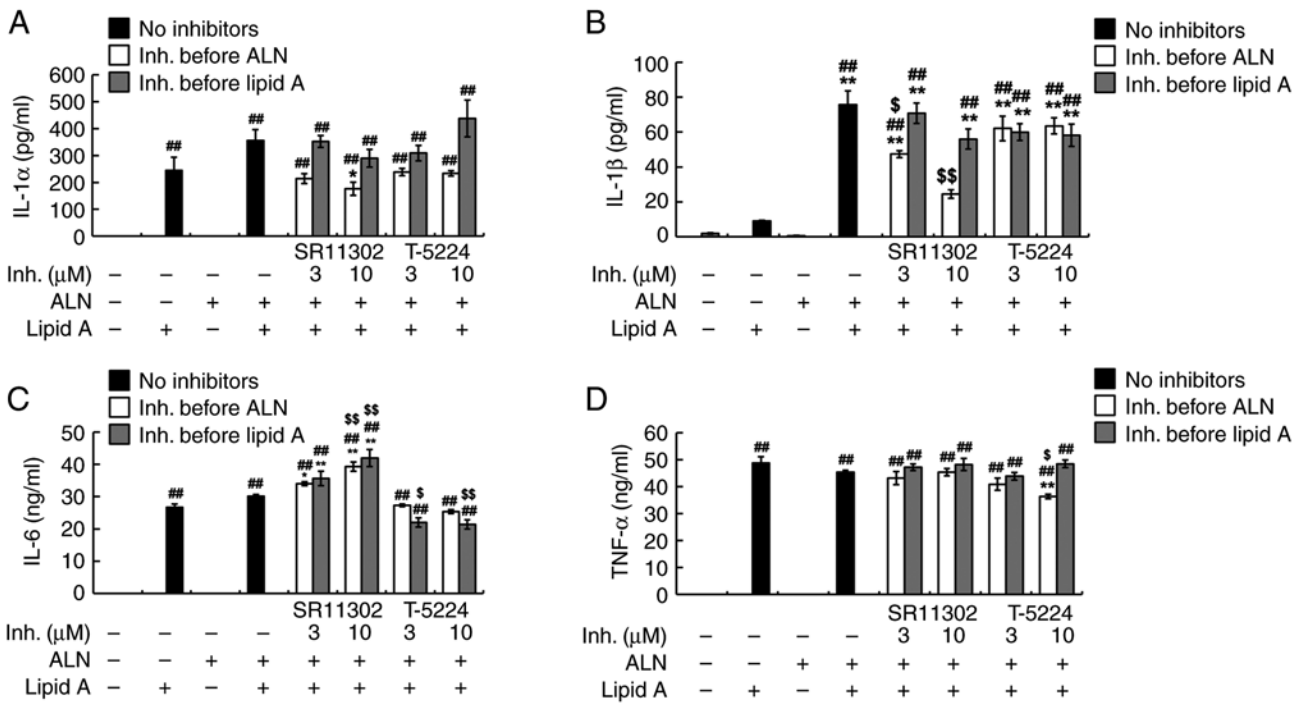 A
No inhibitors
Inh. before ALN
Inh. before lipid A
IL-1α (pg/ml)
600
500
400
300
200
100
0
## ## ## ## ## ## ## ## ## ##
*
SR11302 T-5224
Inh. (μM) – – – – 3 10 3 10
ALN – – + + + + + +
Lipid A – + – + + + + +
B
No inhibitors
Inh. before ALN
Inh. before lipid A
IL-1β (pg/ml)
100
80
60
40
20
0
##
**
$
##
**
##
**
$$
##
**
##
**
##
**
##
**
##
**
SR11302 T-5224
Inh. (μM) – – – – 3 10 3 10
ALN – – + + + + + +
Lipid A – + – + + + + +
C
No inhibitors
Inh. before ALN
Inh. before lipid A
IL-6 (ng/ml)
50
40
30
20
10
0
##
##
##
*
##
**
$$
##
**
$$
##
**
##
$
##
##
$$
##
SR11302 T-5224
Inh. (μM) – – – – 3 10 3 10
ALN – – + + + + + +
Lipid A – + – + + + + +
D
No inhibitors
Inh. before ALN
Inh. before lipid A
TNF-α (ng/ml)
60
50
40
30
20
10
0
##
##
##
##
##
##
##
##
$
##
**
##
SR11302 T-5224
Inh. (μM) – – – – 3 10 3 10
ALN – – + + + + + +
Lipid A – + – + + + + +